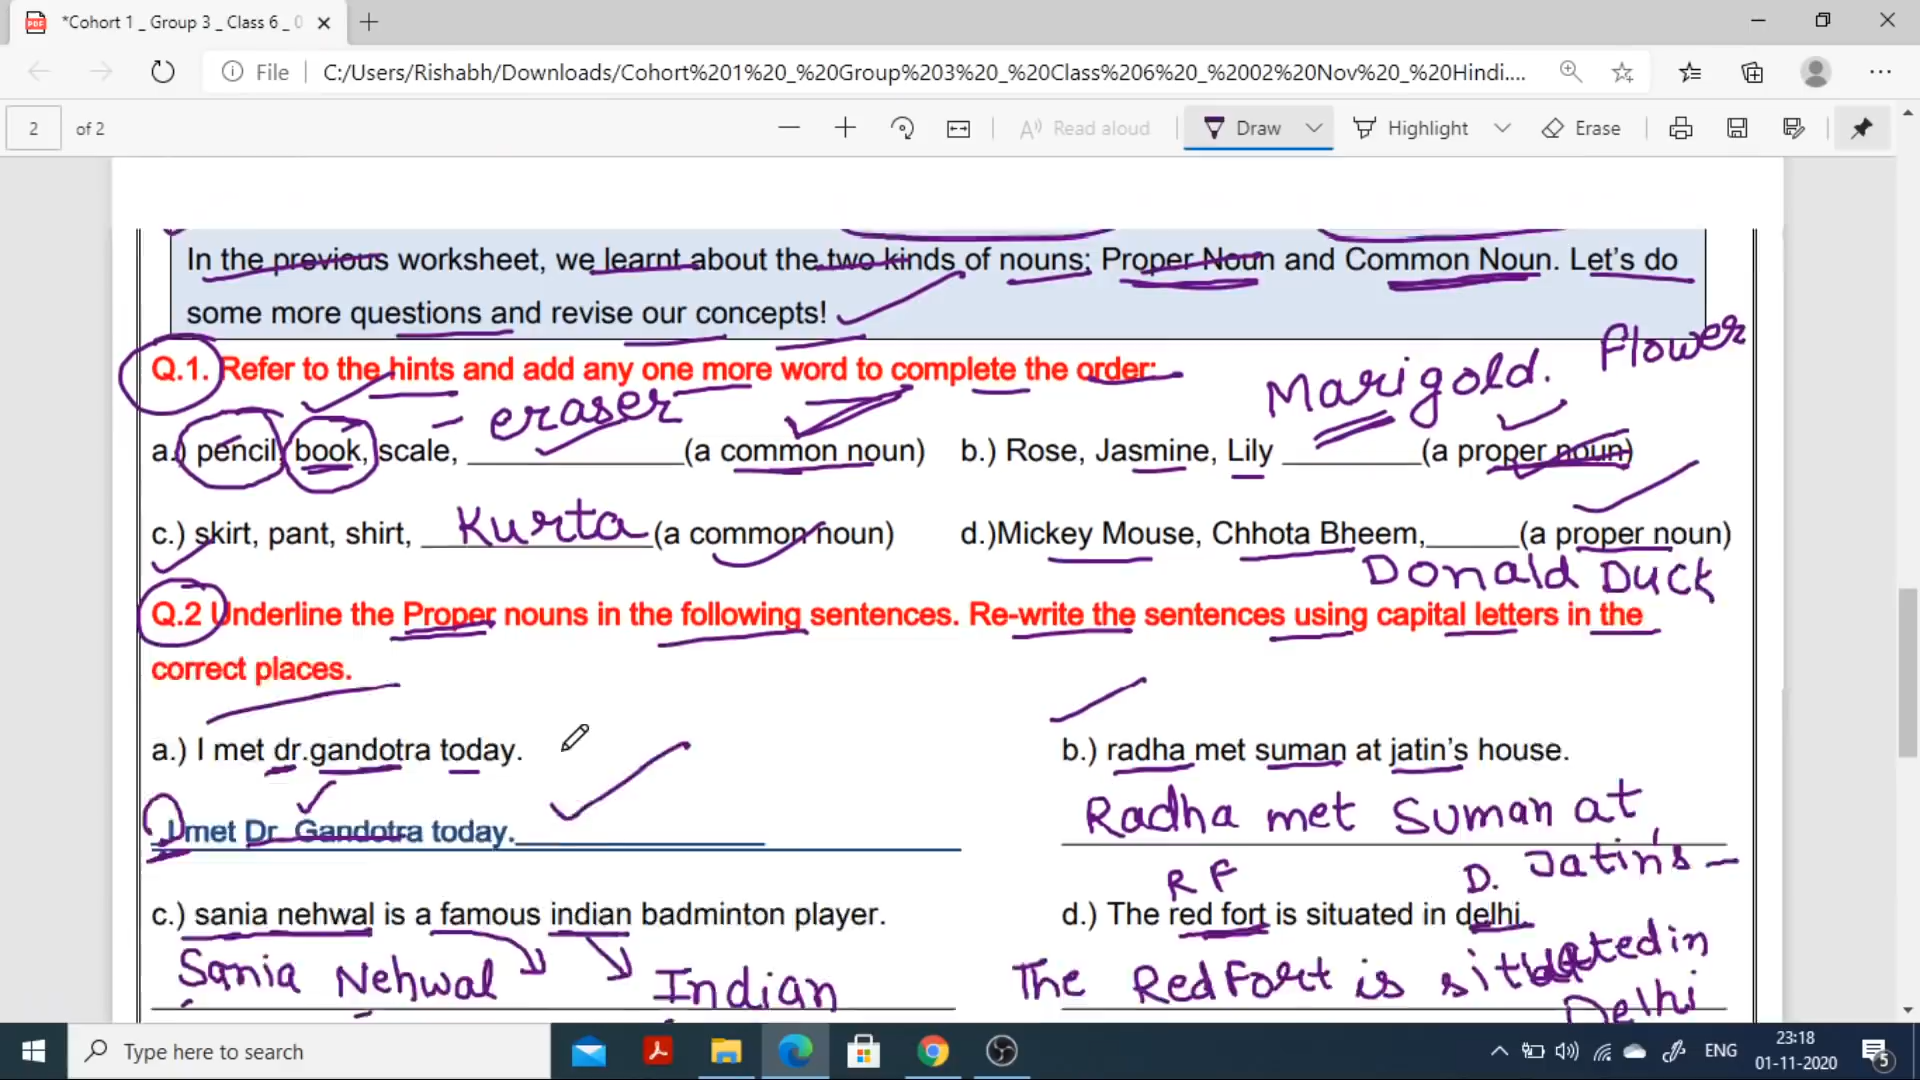 *Cohort 1 _ Group 3 _ Class 6 _ 0
File C:/Users/Rishabh/Downloads/Cohort%201%20_%20Group%203%20_%20Class%206%20_%2002%20Nov%20_%20Hindi....
2 of 2 Read aloud Draw Highlight Erase
In the previous worksheet, we learnt about the two kinds of nouns; Proper Noun and Common Noun. Let's do
some more questions and revise our concepts!
Flower
Q.1. Refer to the hints and add any one more word to complete the order:
eraser Marigold.
a.) pencil, book, scale, ______________(a common noun) b.) Rose, Jasmine, Lily _________(a proper noun)
c.) skirt, pant, shirt, Kurta (a common noun) d.)Mickey Mouse, Chhota Bheem,______(a proper noun)
Donald Duck
Q.2 Underline the Proper nouns in the following sentences. Re-write the sentences using capital letters in the
correct places.
a.) I met dr.gandotra today. b.) radha met suman at jatin's house.
I met Dr. Gandotra today. Radha met Suman at
R F D. Jatin's –
c.) sania nehwal is a famous indian badminton player. d.) The red fort is situated in delhi.
Sania Nehwal Indian The Red Fort is situated in
Delhi
Type here to search
ENG
23:18
01-11-2020
5